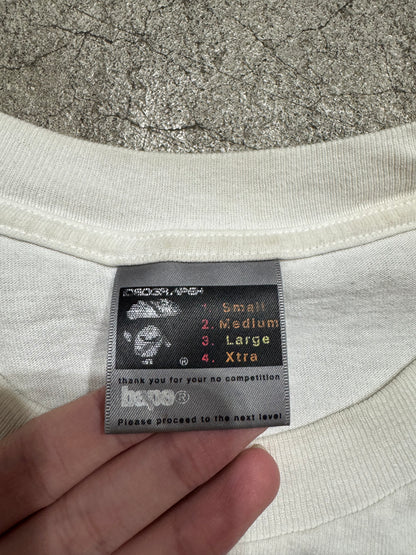 1. Small
2. Medium
3. Large
4. Xtra
®
thank you for your no competition
bape®
Please proceed to the next level